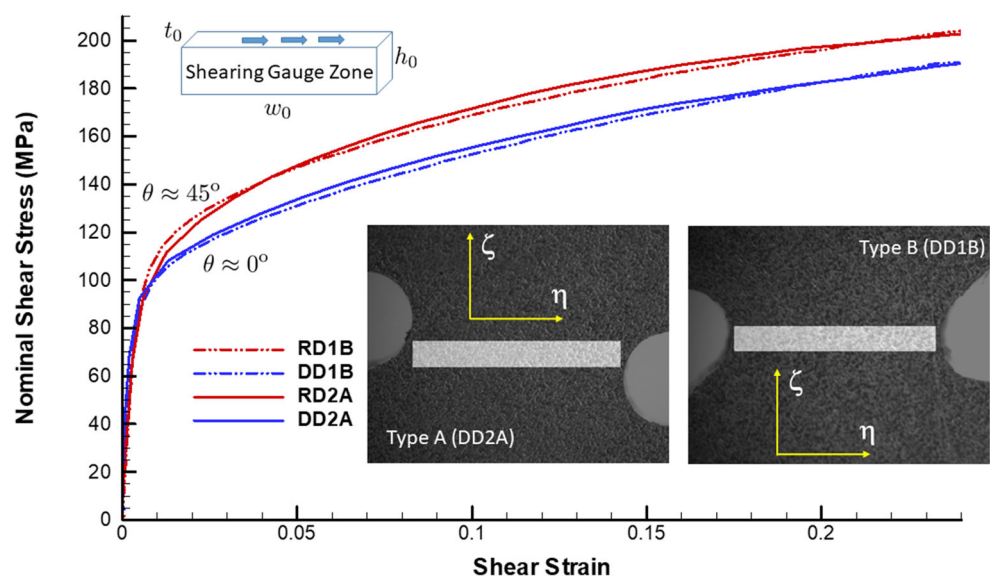 Nominal Shear Stress (MPa)
200
180
160
140
120
100
80
60
40
20
0
t₀
Shearing Gauge Zone
h₀
w₀
θ ≈ 45°
θ ≈ 0°
RD1B
DD1B
RD2A
DD2A
ζ
η
Type A (DD2A)
Type B (DD1B)
ζ
η
0 0.05 0.1 0.15 0.2
Shear Strain